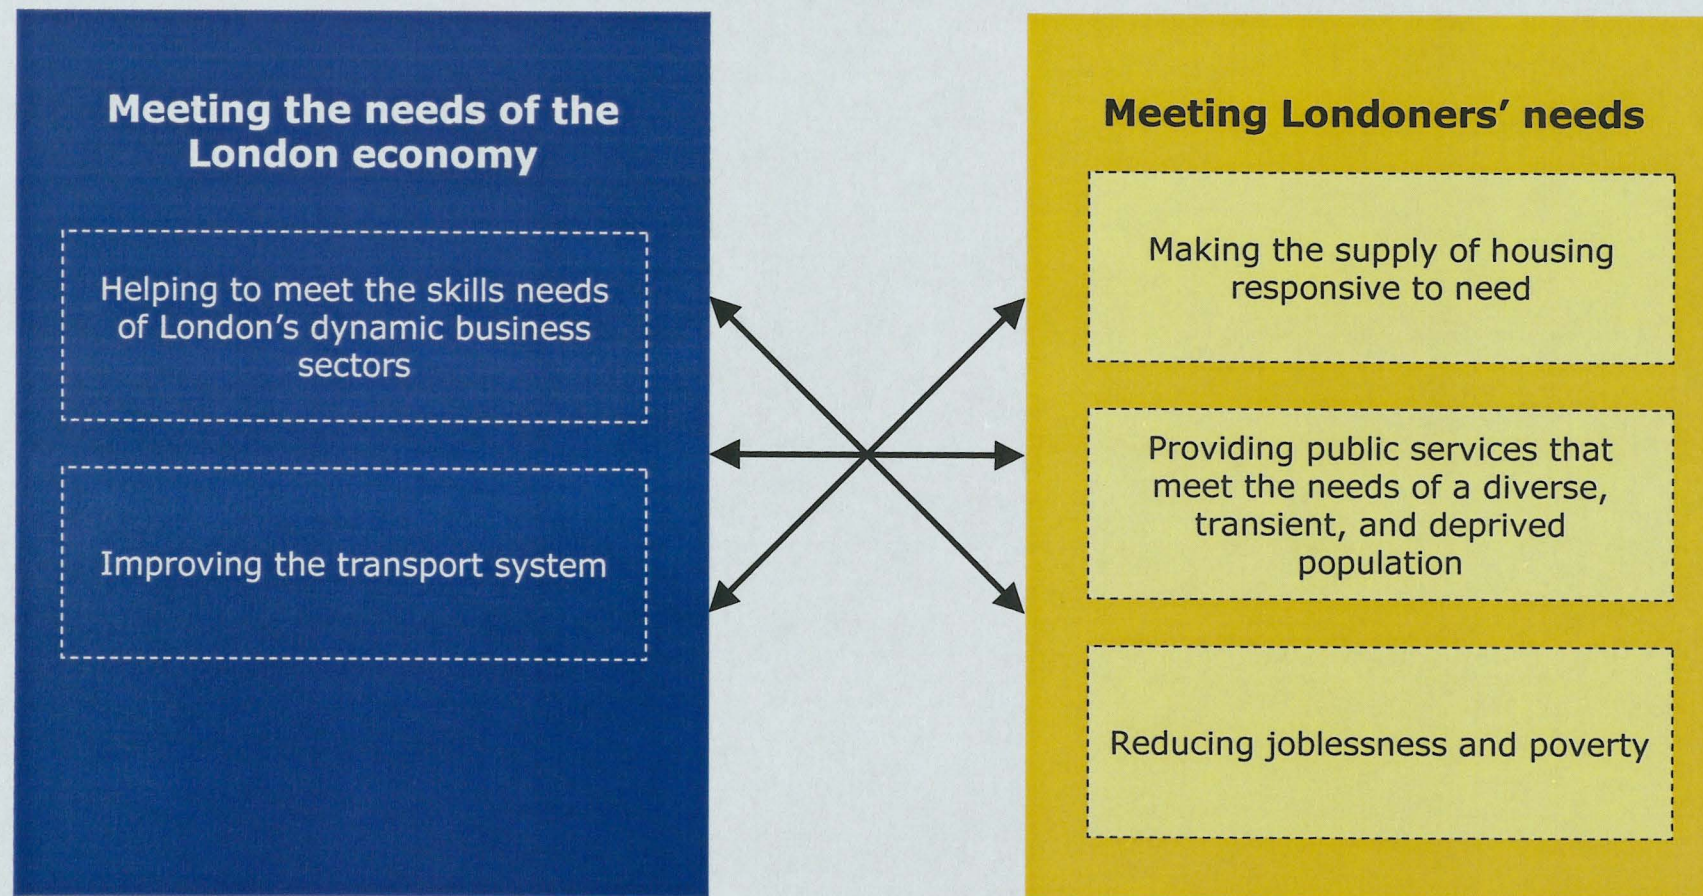 Meeting the needs of the
London economy
Helping to meet the skills needs
of London's dynamic business
sectors
Improving the transport system
Meeting Londoners' needs
Making the supply of housing
responsive to need
Providing public services that
meet the needs of a diverse,
transient, and deprived
population
Reducing joblessness and poverty